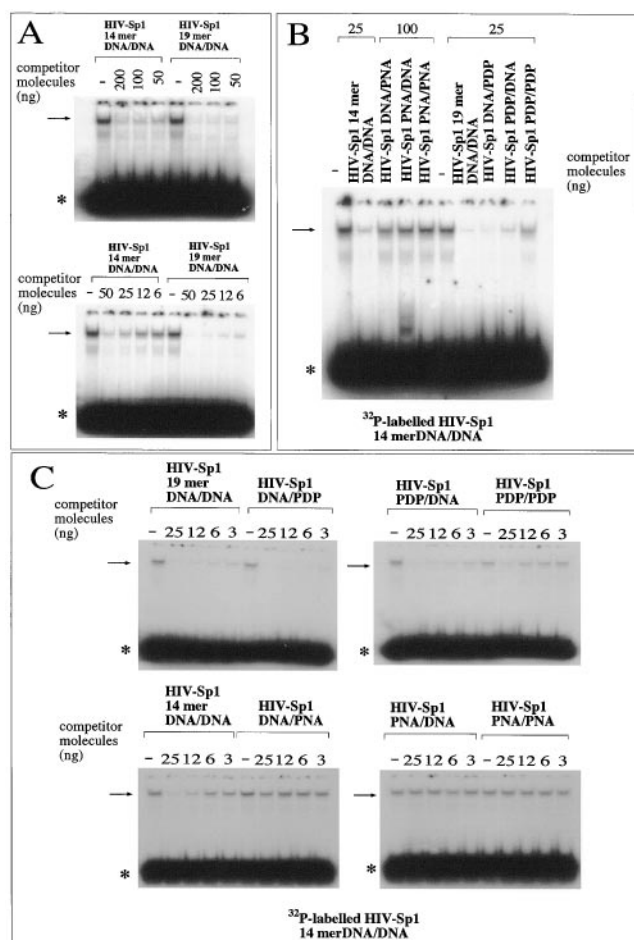 A
HIV-Sp1
14 mer
DNA/DNA
HIV-Sp1
19 mer
DNA/DNA
competitor
molecules
(ng)
– 200 100 50 – 200 100 50
*
HIV-Sp1
14 mer
DNA/DNA
HIV-Sp1
19 mer
DNA/DNA
competitor
molecules
(ng)
– 50 25 12 6 – 50 25 12 6
*
B
25 100 25
–
HIV-Sp1 14 mer
DNA/DNA
HIV-Sp1 DNA/PNA
HIV-Sp1 PNA/DNA
HIV-Sp1 PNA/PNA
–
HIV-Sp1 19 mer
DNA/DNA
HIV-Sp1 DNA/PDP
HIV-Sp1 PDP/DNA
HIV-Sp1 PDP/PDP
competitor
molecules
(ng)
*
32P-labelled HIV-Sp1
14 merDNA/DNA
C
HIV-Sp1
19 mer
DNA/DNA
HIV-Sp1
DNA/PDP
competitor
molecules
(ng)
– 25 12 6 3 – 25 12 6 3
*
HIV-Sp1
PDP/DNA
HIV-Sp1
PDP/PDP
– 25 12 6 3 – 25 12 6 3
*
HIV-Sp1
14 mer
DNA/DNA
HIV-Sp1
DNA/PNA
competitor
molecules
(ng)
– 25 12 6 3 – 25 12 6 3
*
HIV-Sp1
PNA/DNA
HIV-Sp1
PNA/PNA
– 25 12 6 3 – 25 12 6 3
*
32P-labelled HIV-Sp1
14 merDNA/DNA